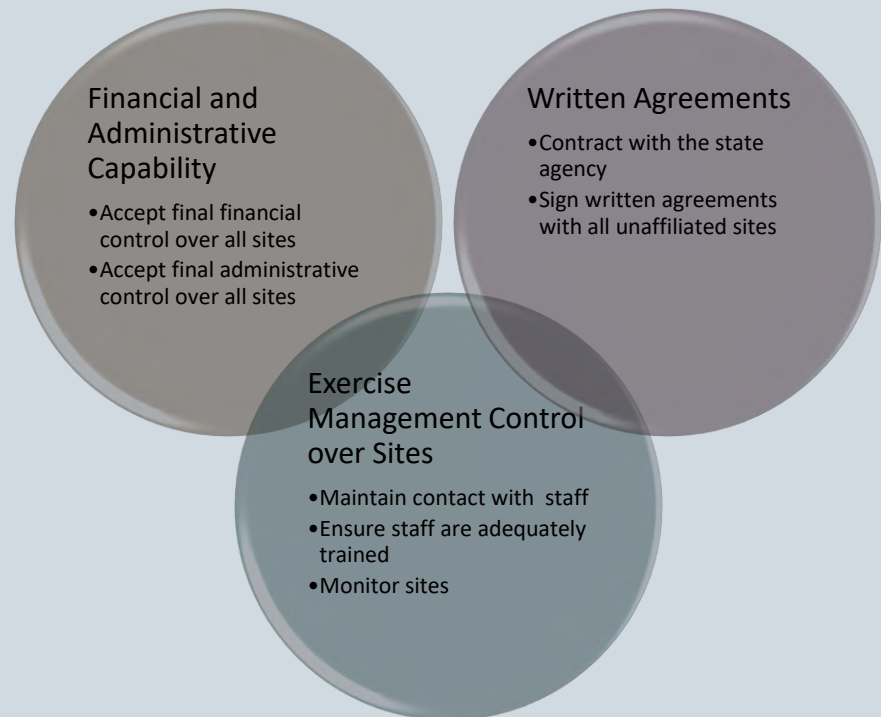 Financial and
Administrative
Capability
•Accept final financial
control over all sites
•Accept final administrative
control over all sites
Written Agreements
•Contract with the state
agency
•Sign written agreements
with all unaffiliated sites
Exercise
Management Control
over Sites
•Maintain contact with staff
•Ensure staff are adequately
trained
•Monitor sites